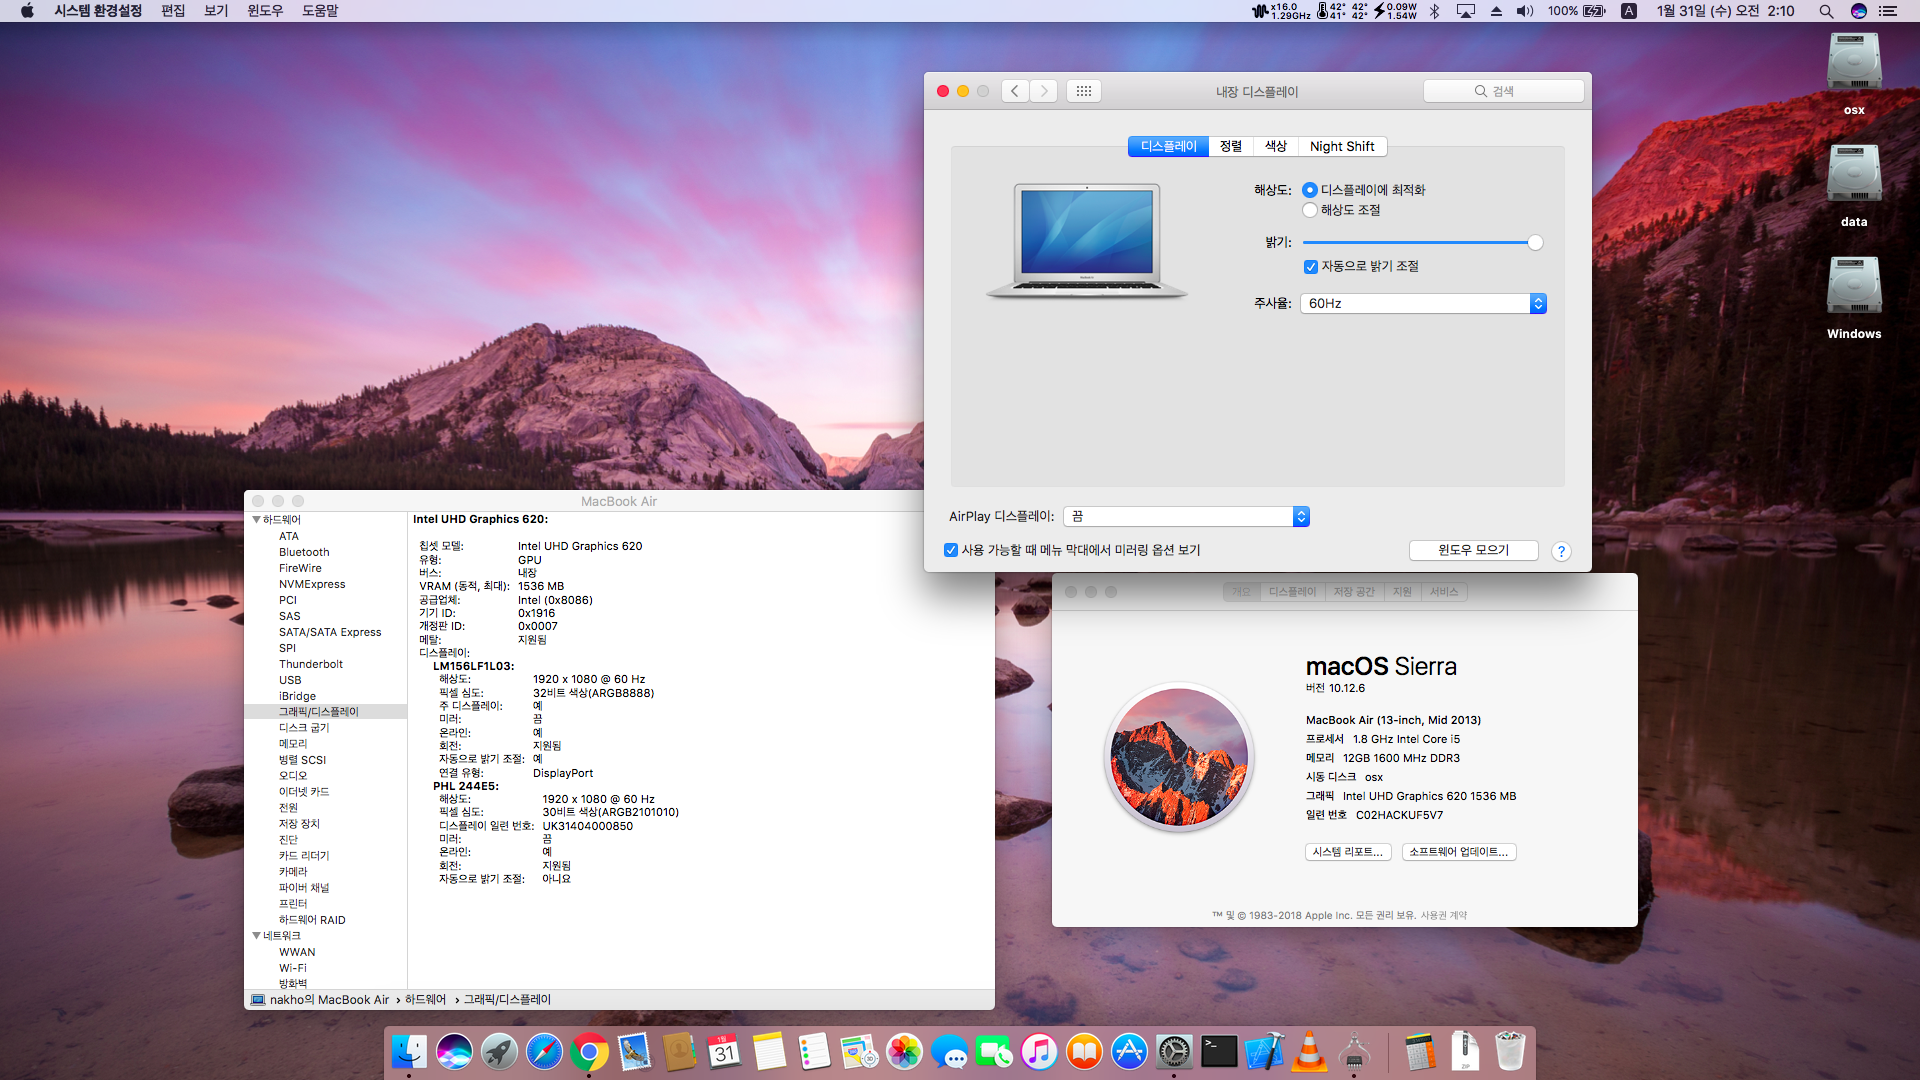 시스템 환경설정 편집 보기 윈도우 도움말
x16.0 1.29GHz 42° 41° 42° 42° 0.09W 1.54W 100% A 1월 31일 (수) 오전 2:10
osx
data
Windows
내장 디스플레이
검색
디스플레이 정렬 색상 Night Shift
해상도: 디스플레이에 최적화
해상도 조절
밝기:
자동으로 밝기 조절
주사율: 60Hz
AirPlay 디스플레이: 끔
사용 가능할 때 메뉴 막대에서 미러링 옵션 보기
윈도우 모으기 ?
MacBook Air
하드웨어
ATA
Bluetooth
FireWire
NVMExpress
PCI
SAS
SATA/SATA Express
SPI
Thunderbolt
USB
iBridge
그래픽/디스플레이
디스크 굽기
메모리
병렬 SCSI
오디오
이더넷 카드
전원
저장 장치
진단
카드 리더기
카메라
파이버 채널
프린터
하드웨어 RAID
네트워크
WWAN
Wi-Fi
방화벽
Intel UHD Graphics 620:
칩셋 모델: Intel UHD Graphics 620
유형: GPU
버스: 내장
VRAM (동적, 최대): 1536 MB
공급업체: Intel (0x8086)
기기 ID: 0x1916
개정판 ID: 0x0007
메탈: 지원됨
디스플레이:
LM156LF1L03:
해상도: 1920 x 1080 @ 60 Hz
픽셀 심도: 32비트 색상(ARGB8888)
주 디스플레이: 예
미러: 끔
온라인: 예
회전: 지원됨
자동으로 밝기 조절: 예
연결 유형: DisplayPort
PHL 244E5:
해상도: 1920 x 1080 @ 60 Hz
픽셀 심도: 30비트 색상(ARGB2101010)
디스플레이 일련 번호: UK31404000850
미러: 끔
온라인: 예
회전: 지원됨
자동으로 밝기 조절: 아니요
nakho의 MacBook Air › 하드웨어 › 그래픽/디스플레이
개요 디스플레이 저장 공간 지원 서비스
macOS Sierra
버전 10.12.6
MacBook Air (13-inch, Mid 2013)
프로세서 1.8 GHz Intel Core i5
메모리 12GB 1600 MHz DDR3
시동 디스크 osx
그래픽 Intel UHD Graphics 620 1536 MB
일련 번호 C02HACKUF5V7
시스템 리포트... 소프트웨어 업데이트...
™ 및 © 1983-2018 Apple Inc. 모든 권리 보유. 사용권 계약
1월
31
ZIP